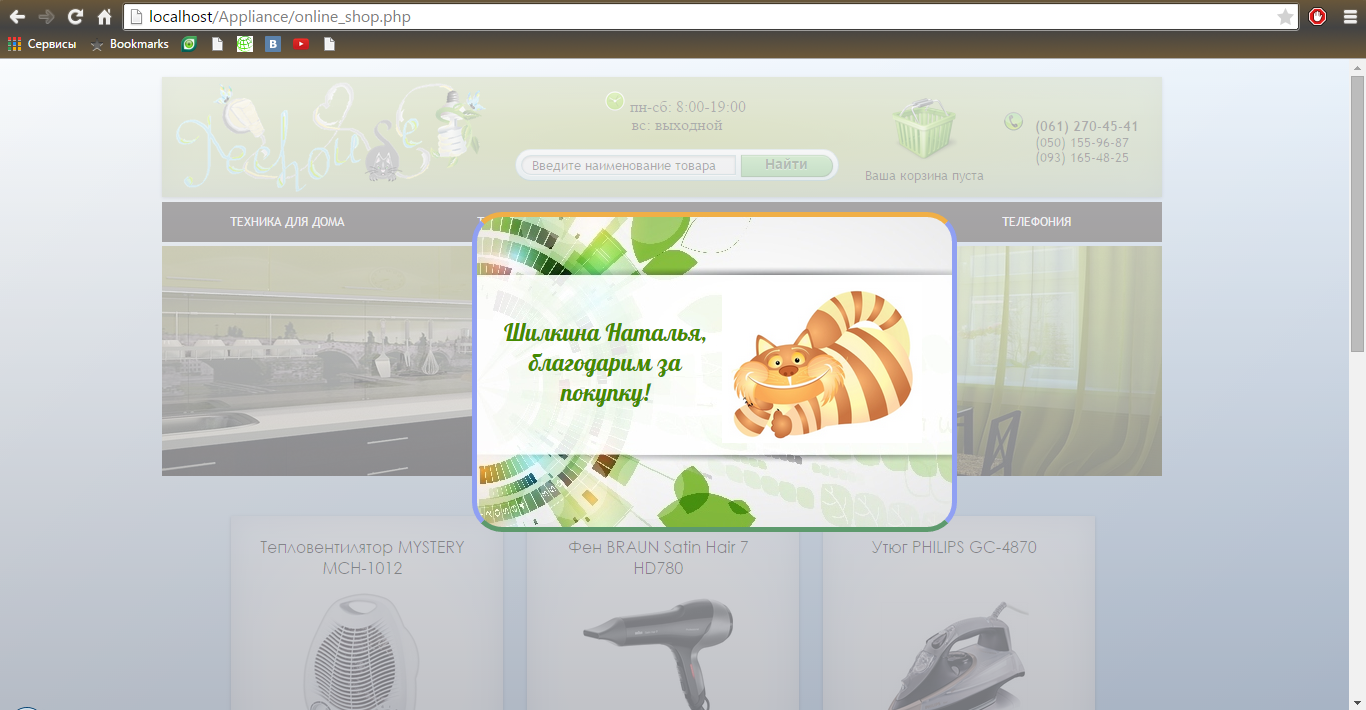 localhost/Appliance/online_shop.php
Сервисы
Bookmarks
Techouse
пн-сб: 8:00-19:00
вс: выходной
Введите наименование товара
Найти
Ваша корзина пуста
(061) 270-45-41
(050) 155-96-87
(093) 165-48-25
ТЕХНИКА ДЛЯ ДОМА
ТЕЛЕФОНИЯ
Шилкина Наталья,
благодарим за
покупку!
Тепловентилятор MYSTERY
MCH-1012
Фен BRAUN Satin Hair 7
HD780
Утюг PHILIPS GC-4870